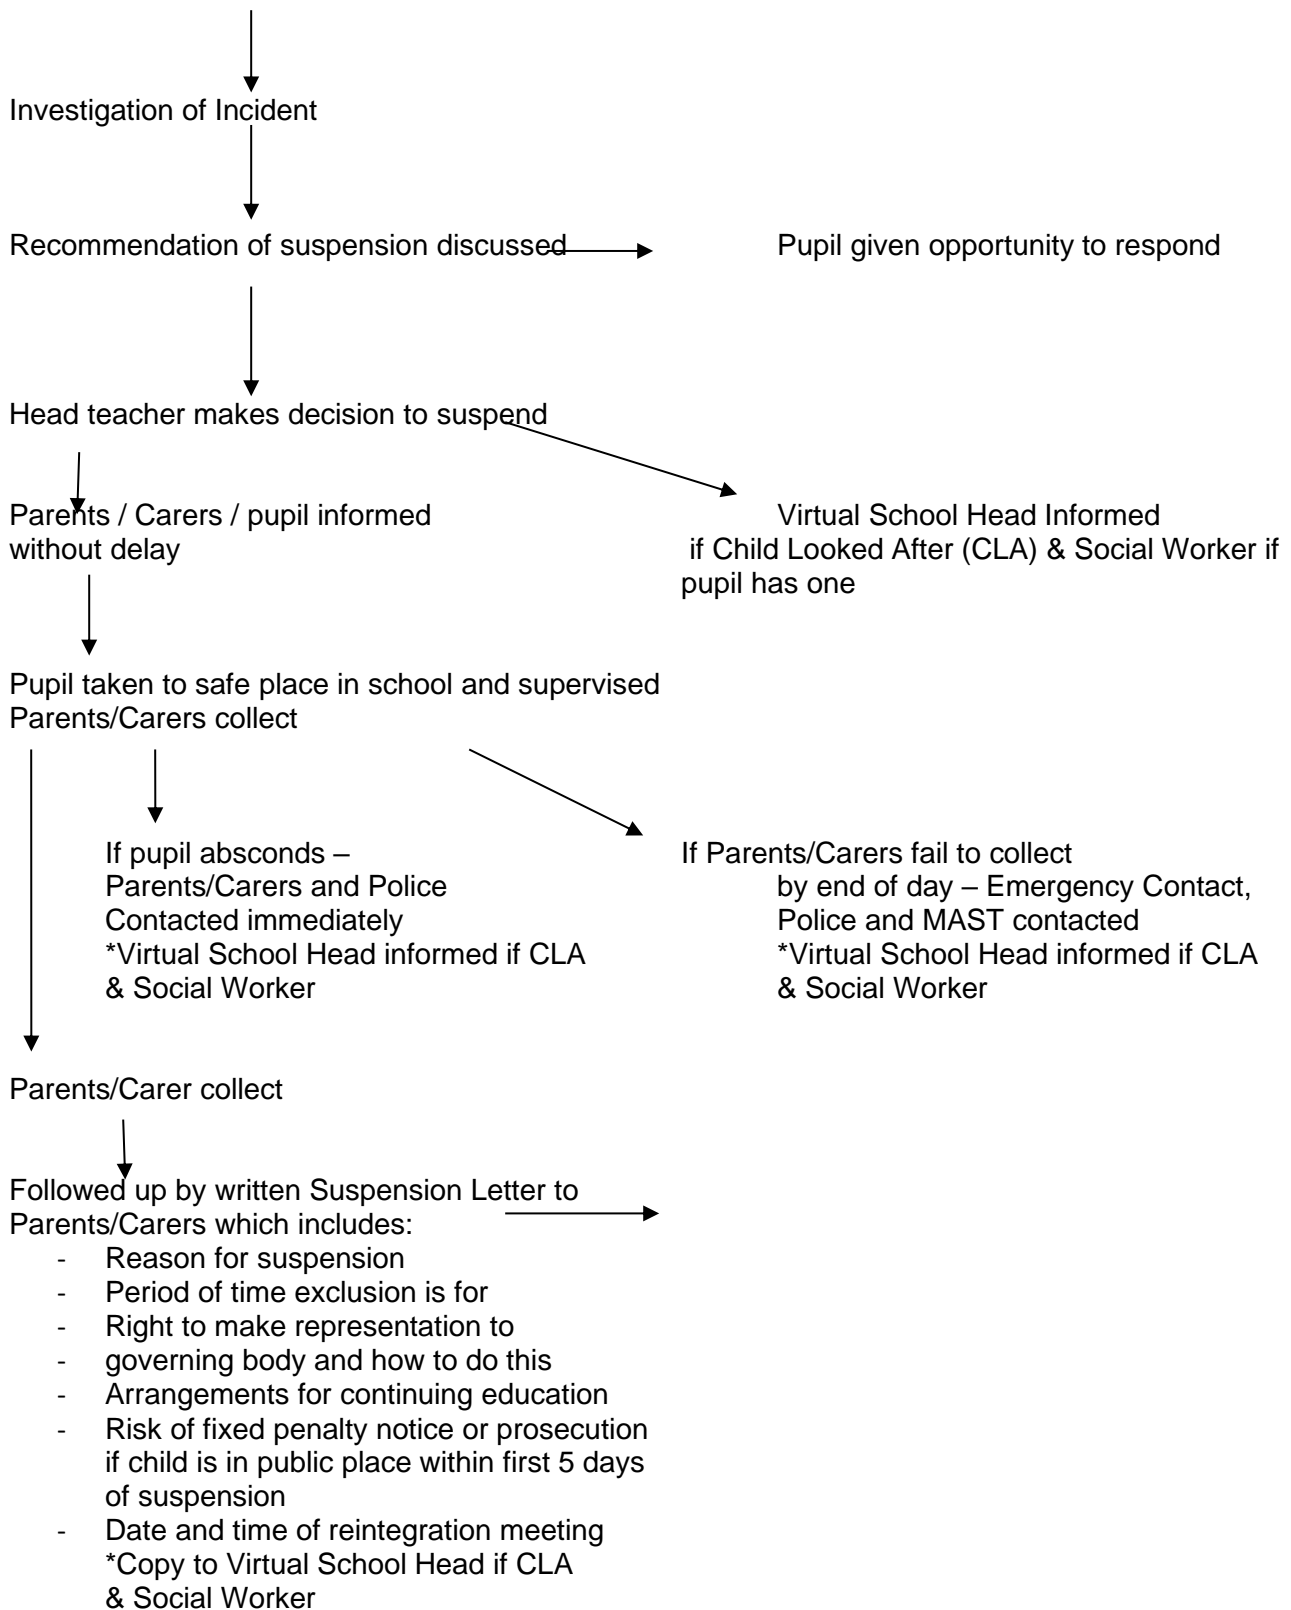 Investigation of Incident
Recommendation of suspension discussed
Pupil given opportunity to respond
Head teacher makes decision to suspend
Parents / Carers / pupil informed
without delay
Virtual School Head Informed
if Child Looked After (CLA) & Social Worker if
pupil has one
Pupil taken to safe place in school and supervised
Parents/Carers collect
If pupil absconds –
Parents/Carers and Police
Contacted immediately
*Virtual School Head informed if CLA
& Social Worker
If Parents/Carers fail to collect
by end of day – Emergency Contact,
Police and MAST contacted
*Virtual School Head informed if CLA
& Social Worker
Parents/Carer collect
Followed up by written Suspension Letter to
Parents/Carers which includes:
- Reason for suspension
- Period of time exclusion is for
- Right to make representation to
- governing body and how to do this
- Arrangements for continuing education
- Risk of fixed penalty notice or prosecution
if child is in public place within first 5 days
of suspension
- Date and time of reintegration meeting
*Copy to Virtual School Head if CLA
& Social Worker